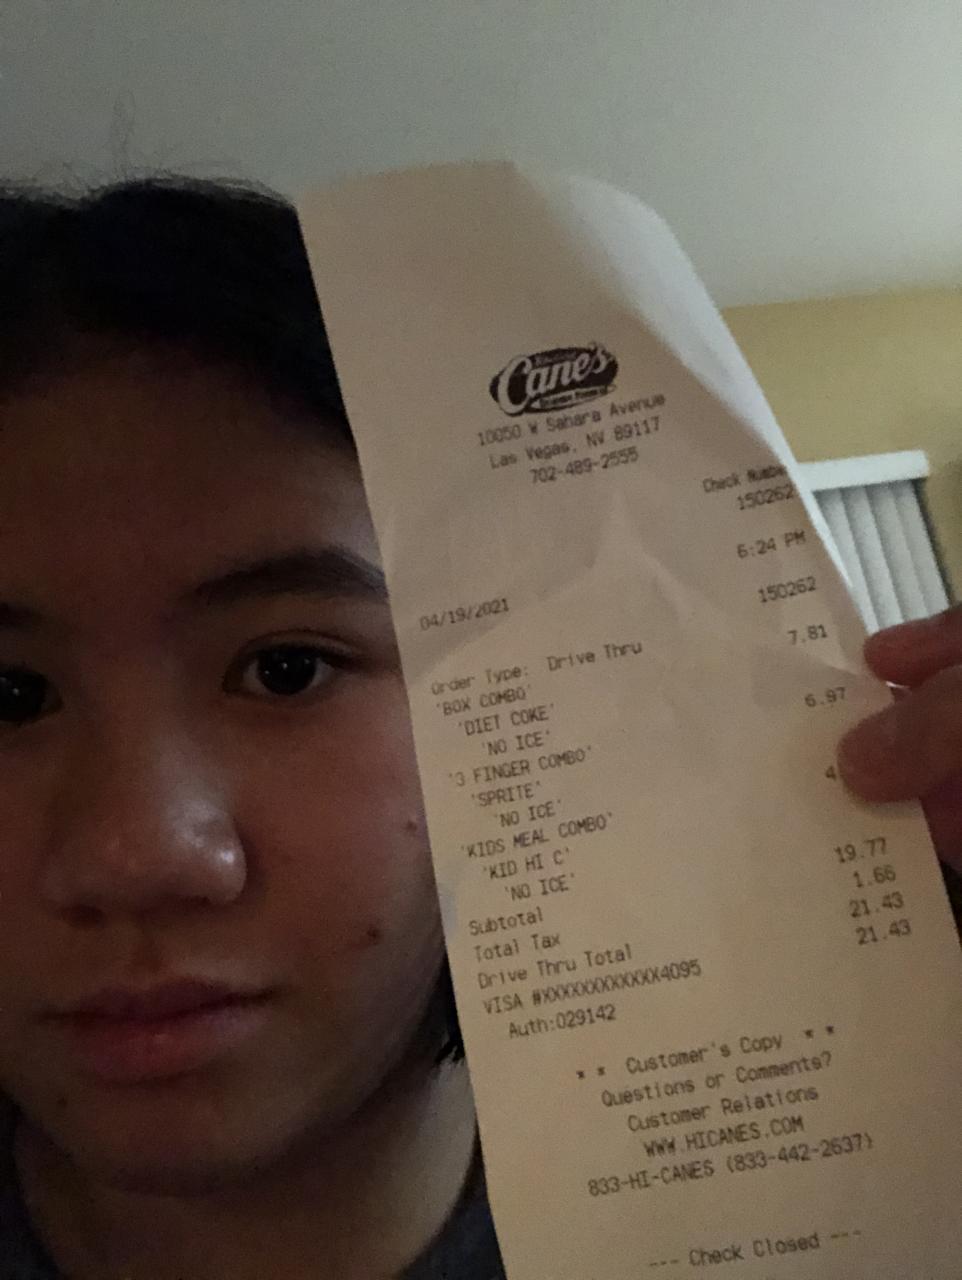 Cane's
10050 W Sahara Avenue
Las Vegas, NV 89117
702-489-2555
Check Number
150262
04/19/2021 6:24 PM
150262
Order Type: Drive Thru
'BOX COMBO' 7.81
'DIET COKE'
'NO ICE'
'3 FINGER COMBO' 6.97
'SPRITE'
'NO ICE'
'KIDS MEAL COMBO' 4
'KID HI C'
'NO ICE'
Subtotal 19.77
Total Tax 1.66
Drive Thru Total 21.43
VISA #XXXXXXXXXXXX4095 21.43
Auth:029142
* * Customer's Copy * *
Questions or Comments?
Customer Relations
WWW.HICANES.COM
833-HI-CANES (833-442-2637)
--- Check Closed ---